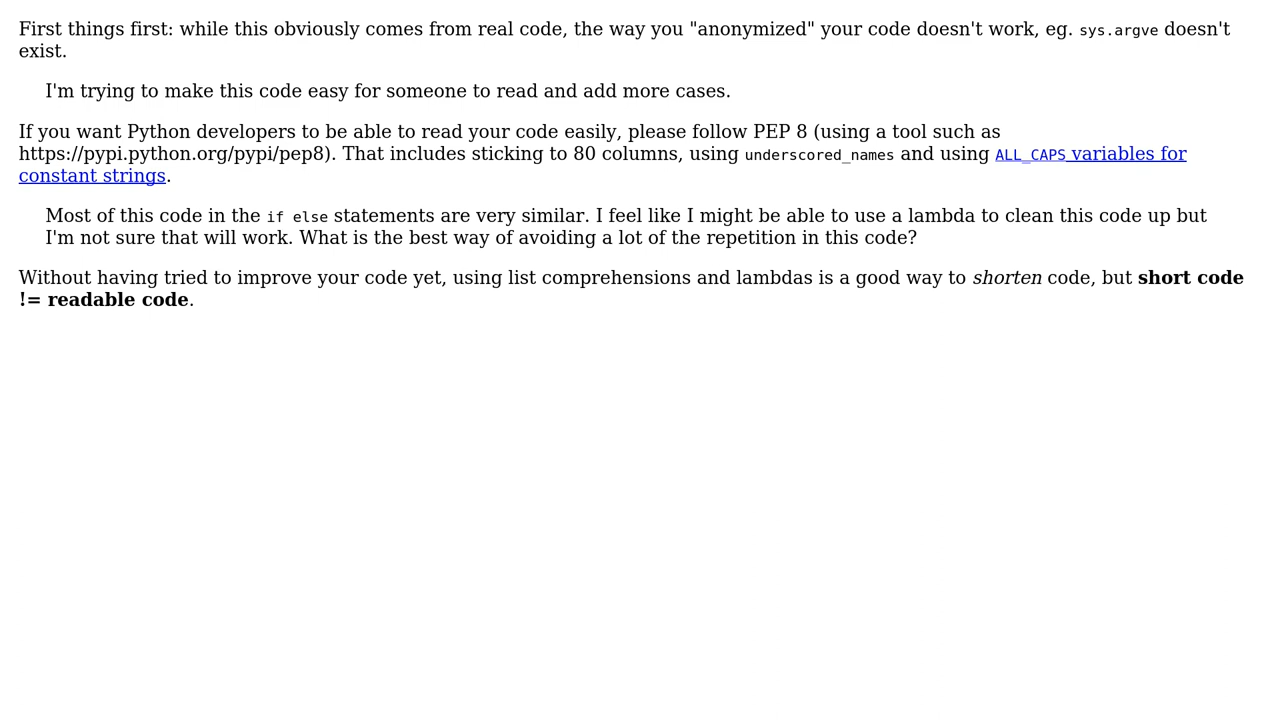 First things first: while this obviously comes from real code, the way you "anonymized" your code doesn't work, eg. sys.argve doesn't
exist.
I'm trying to make this code easy for someone to read and add more cases.
If you want Python developers to be able to read your code easily, please follow PEP 8 (using a tool such as
https://pypi.python.org/pypi/pep8). That includes sticking to 80 columns, using underscored_names and using ALL_CAPS variables for
constant strings.
Most of this code in the if else statements are very similar. I feel like I might be able to use a lambda to clean this code up but
I'm not sure that will work. What is the best way of avoiding a lot of the repetition in this code?
Without having tried to improve your code yet, using list comprehensions and lambdas is a good way to shorten code, but short code
!= readable code.